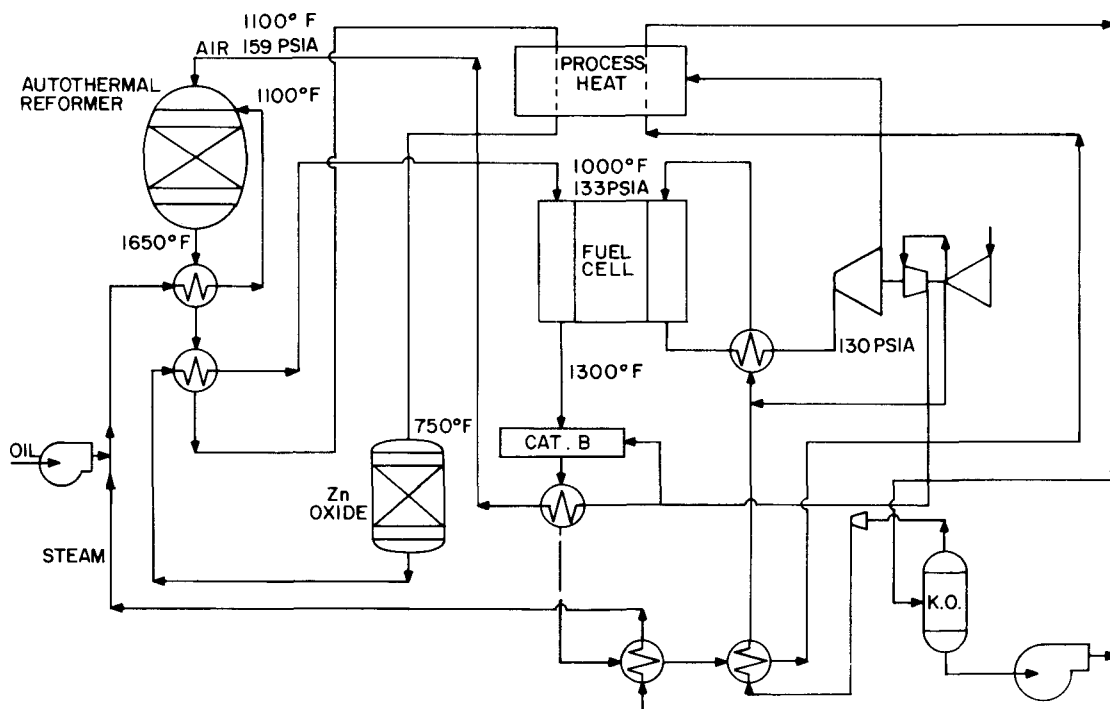 1100° F
AIR 159 PSIA
AUTOTHERMAL
REFORMER
1100°F
PROCESS
HEAT
1000°F
133PSIA
1650°F
FUEL
CELL
130 PSIA
1300°F
OIL
750°F
CAT. B
Zn
OXIDE
STEAM
K.O.